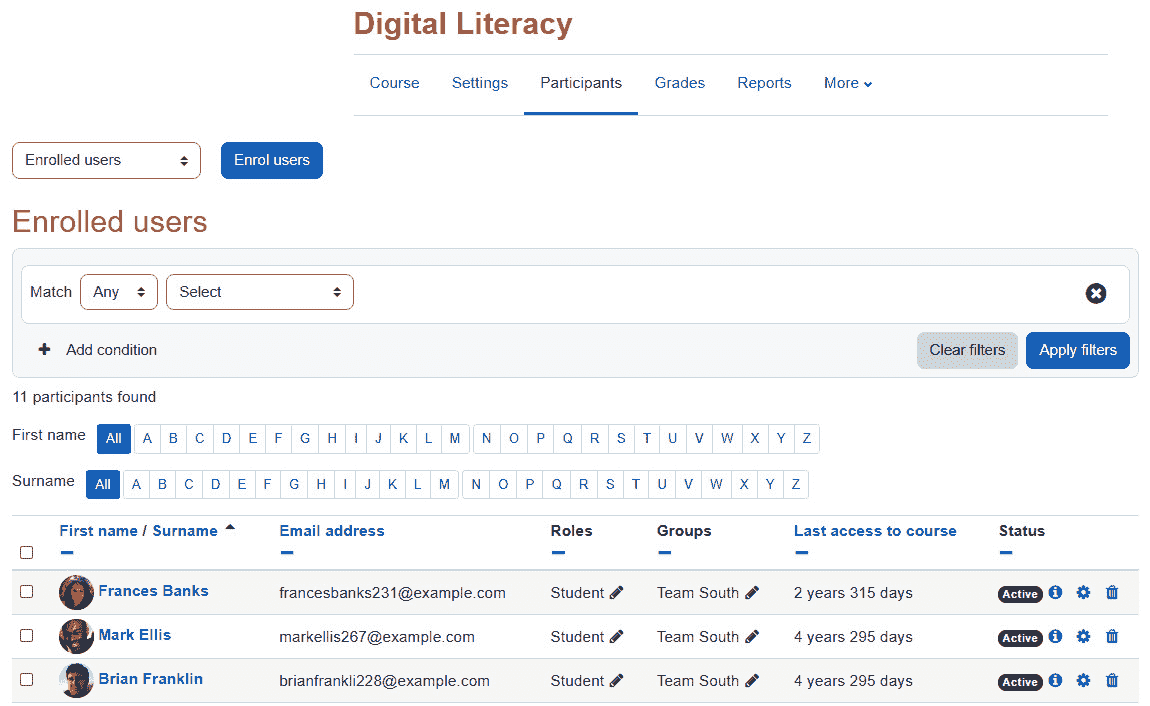 Digital Literacy
Course Settings Participants Grades Reports More
Enrolled users Enrol users
Enrolled users
Match Any Select
Add condition Clear filters Apply filters
11 participants found
First name All A B C D E F G H I J K L M N O P Q R S T U V W X Y Z
Surname All A B C D E F G H I J K L M N O P Q R S T U V W X Y Z
First name / Surname Email address Roles Groups Last access to course Status
Frances Banks francesbanks231@example.com Student Team South 2 years 315 days Active
Mark Ellis markellis267@example.com Student Team South 4 years 295 days Active
Brian Franklin brianfrankli228@example.com Student Team South 4 years 295 days Active